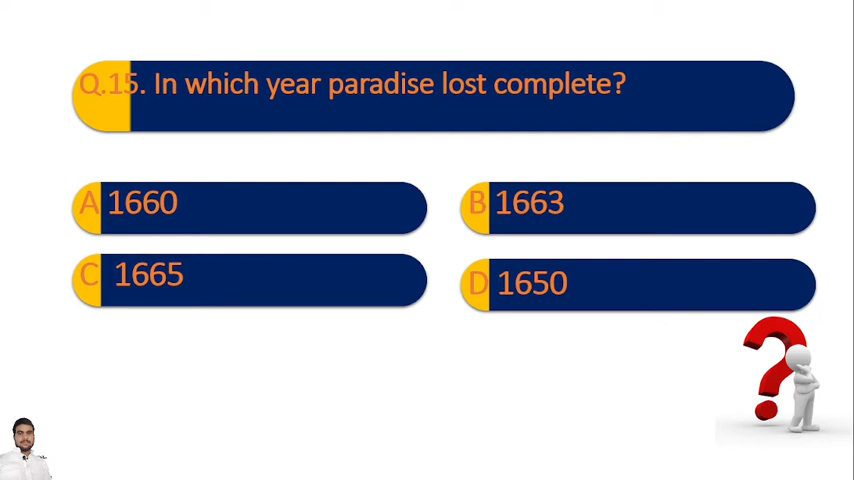 Q.15. In which year paradise lost complete?
A 1660
B 1663
C 1665
D 1650